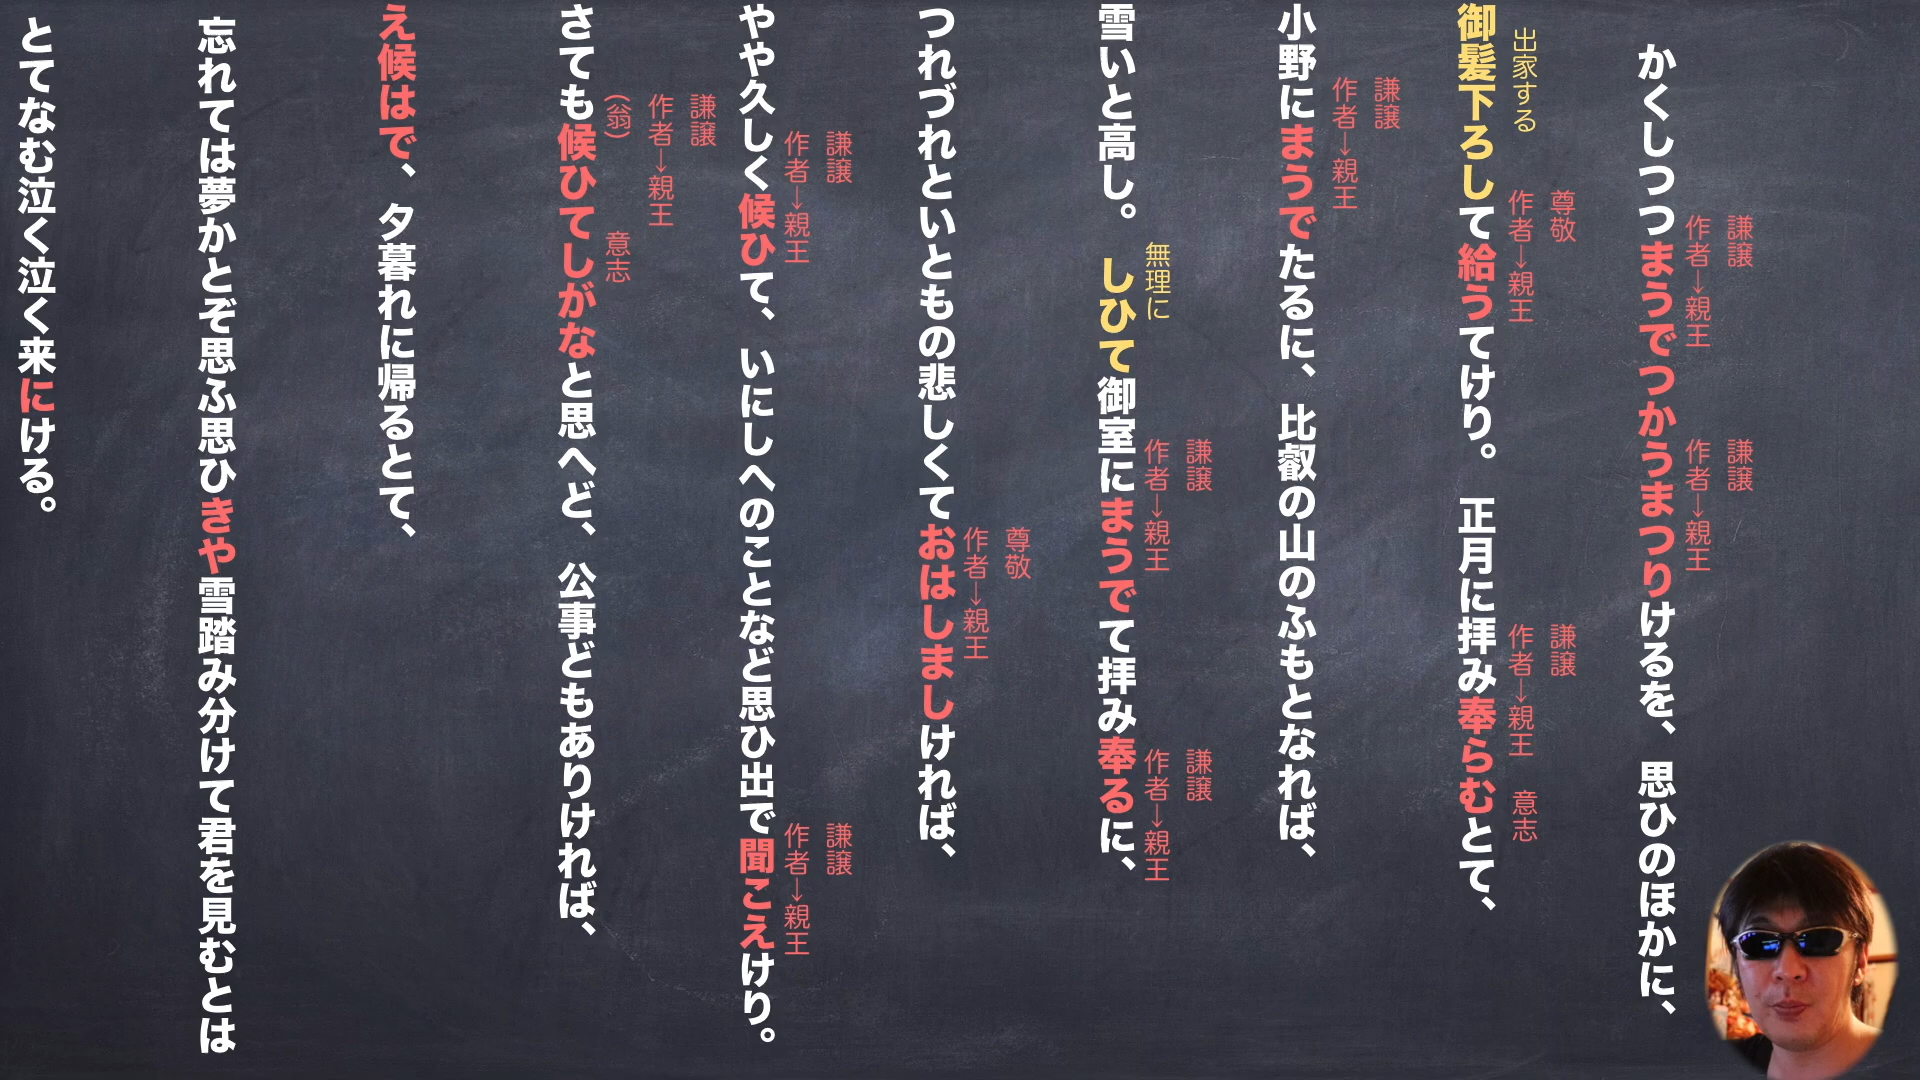 謙譲
作者→親王
謙譲
作者→親王
かくしつつまうでつかうまつりけるを、思ひのほかに、
出家する
尊敬
作者→親王
謙譲
作者→親王
意志
御髪下ろして給うてけり。正月に拝み奉らむとて、
謙譲
作者→親王
小野にまうでたるに、比叡の山のふもとなれば、
無理に
謙譲
作者→親王
謙譲
作者→親王
雪いと高し。しひて御室にまうでて拝み奉るに、
尊敬
作者→親王
つれづれといともの悲しくておはしましければ、
謙譲
作者→親王
謙譲
作者→親王
やや久しく候ひて、いにしへのことなど思ひ出で聞こえけり。
謙譲
作者→親王
(翁)
意志
さても候ひてしがなと思へど、公事どもありければ、
え候はで、夕暮れに帰るとて、
忘れては夢かとぞ思ふ思ひきや雪踏み分けて君を見むとは
とてなむ泣く泣く来にける。